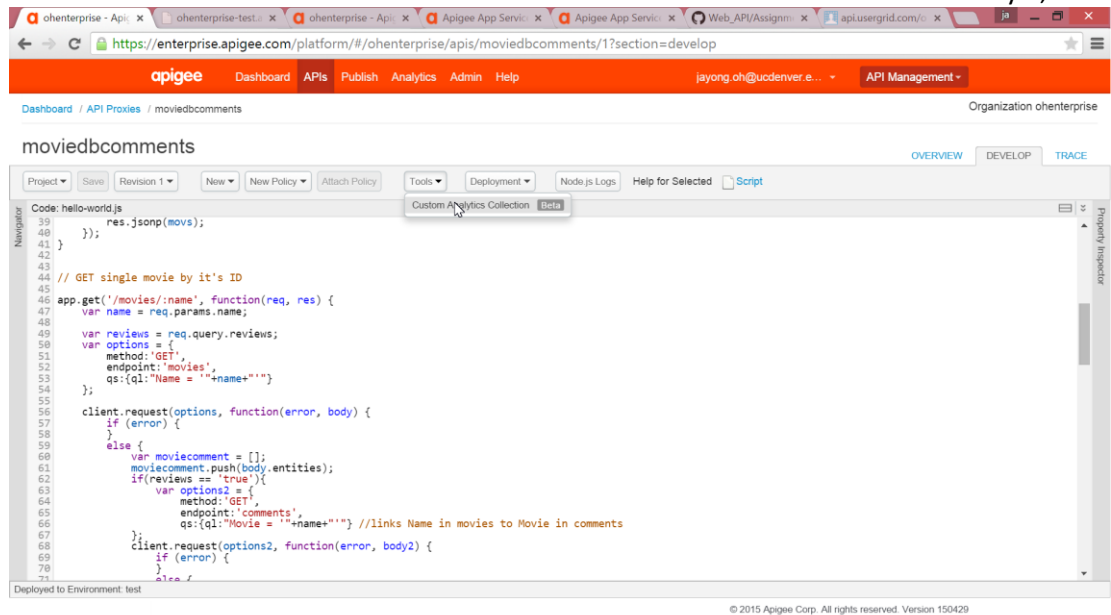 ohenterprise - Apig
ohenterprise-test.a
ohenterprise - Apig
Apigee App Service
Apigee App Service
Web_API/Assignm
api.usergrid.com/o
ja
https://enterprise.apigee.com/platform/#/ohenterprise/apis/moviedbcomments/1?section=develop
apigee Dashboard APIs Publish Analytics Admin Help jayong.oh@ucdenver.e... API Management
Dashboard / API Proxies / moviedbcomments Organization ohenterprise
moviedbcomments
OVERVIEW DEVELOP TRACE
Project Save Revision 1 New New Policy Attach Policy Tools Deployment Node.js Logs Help for Selected Script
Custom Analytics Collection Beta
Navigator
Code: hello-world.js
Property Inspector
39 res.jsonp(movs);
40 });
41 }
42
43
44 // GET single movie by it's ID
45
46 app.get('/movies/:name', function(req, res) {
47 var name = req.params.name;
48
49 var reviews = req.query.reviews;
50 var options = {
51 method:'GET',
52 endpoint:'movies',
53 qs:{ql:"Name = '"+name+"'"}
54 };
55
56 client.request(options, function(error, body) {
57 if (error) {
58 }
59 else {
60 var moviecomment = [];
61 moviecomment.push(body.entities);
62 if(reviews == 'true'){
63 var options2 = {
64 method:'GET',
65 endpoint:'comments',
66 qs:{ql:"Movie = '"+name+"'"} //links Name in movies to Movie in comments
67 };
68 client.request(options2, function(error, body2) {
69 if (error) {
70 }
71 else {
Deployed to Environment: test
© 2015 Apigee Corp. All rights reserved. Version 150429